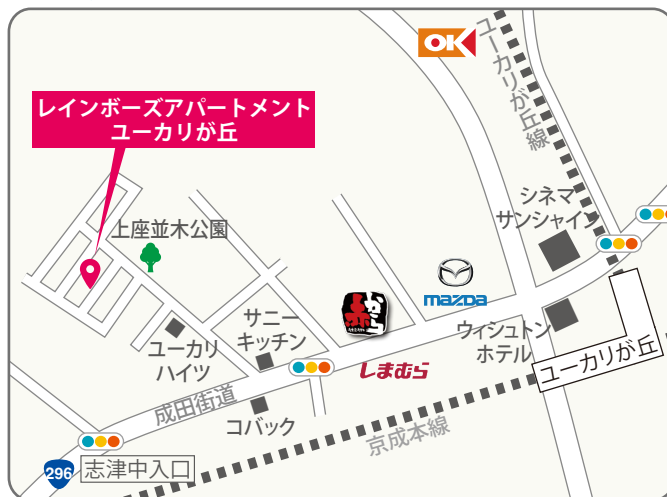 OK
ユーカリが丘線
レインボーズアパートメント
ユーカリが丘
シネマ
サンシャイン
上座並木公園
mazda
赤から
サニー
キッチン
ユーカリ
ハイツ
ウィシュトン
ホテル
しまむら
ユーカリが丘
成田街道
コバック
京成本線
296
志津中入口